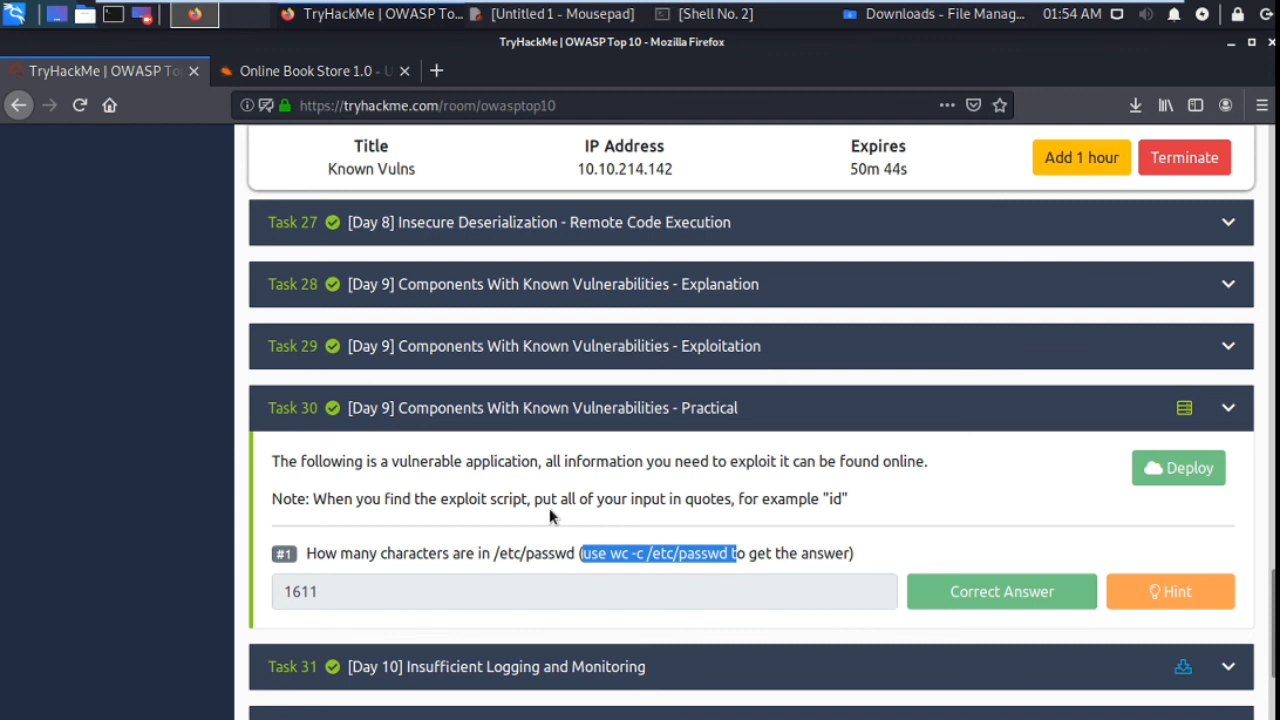 TryHackMe | OWASP To... [Untitled 1 - Mousepad] [Shell No. 2] Downloads - File Manag... 01:54 AM
TryHackMe | OWASP Top 10 - Mozilla Firefox
TryHackMe | OWASP To Online Book Store 1.0 - U
https://tryhackme.com/room/owasptop10
Title IP Address Expires
Known Vulns 10.10.214.142 50m 44s
Add 1 hour Terminate
Task 27 [Day 8] Insecure Deserialization - Remote Code Execution
Task 28 [Day 9] Components With Known Vulnerabilities - Explanation
Task 29 [Day 9] Components With Known Vulnerabilities - Exploitation
Task 30 [Day 9] Components With Known Vulnerabilities - Practical
The following is a vulnerable application, all information you need to exploit it can be found online.
Deploy
Note: When you find the exploit script, put all of your input in quotes, for example "id"
#1 How many characters are in /etc/passwd (use wc -c /etc/passwd to get the answer)
1611 Correct Answer Hint
Task 31 [Day 10] Insufficient Logging and Monitoring